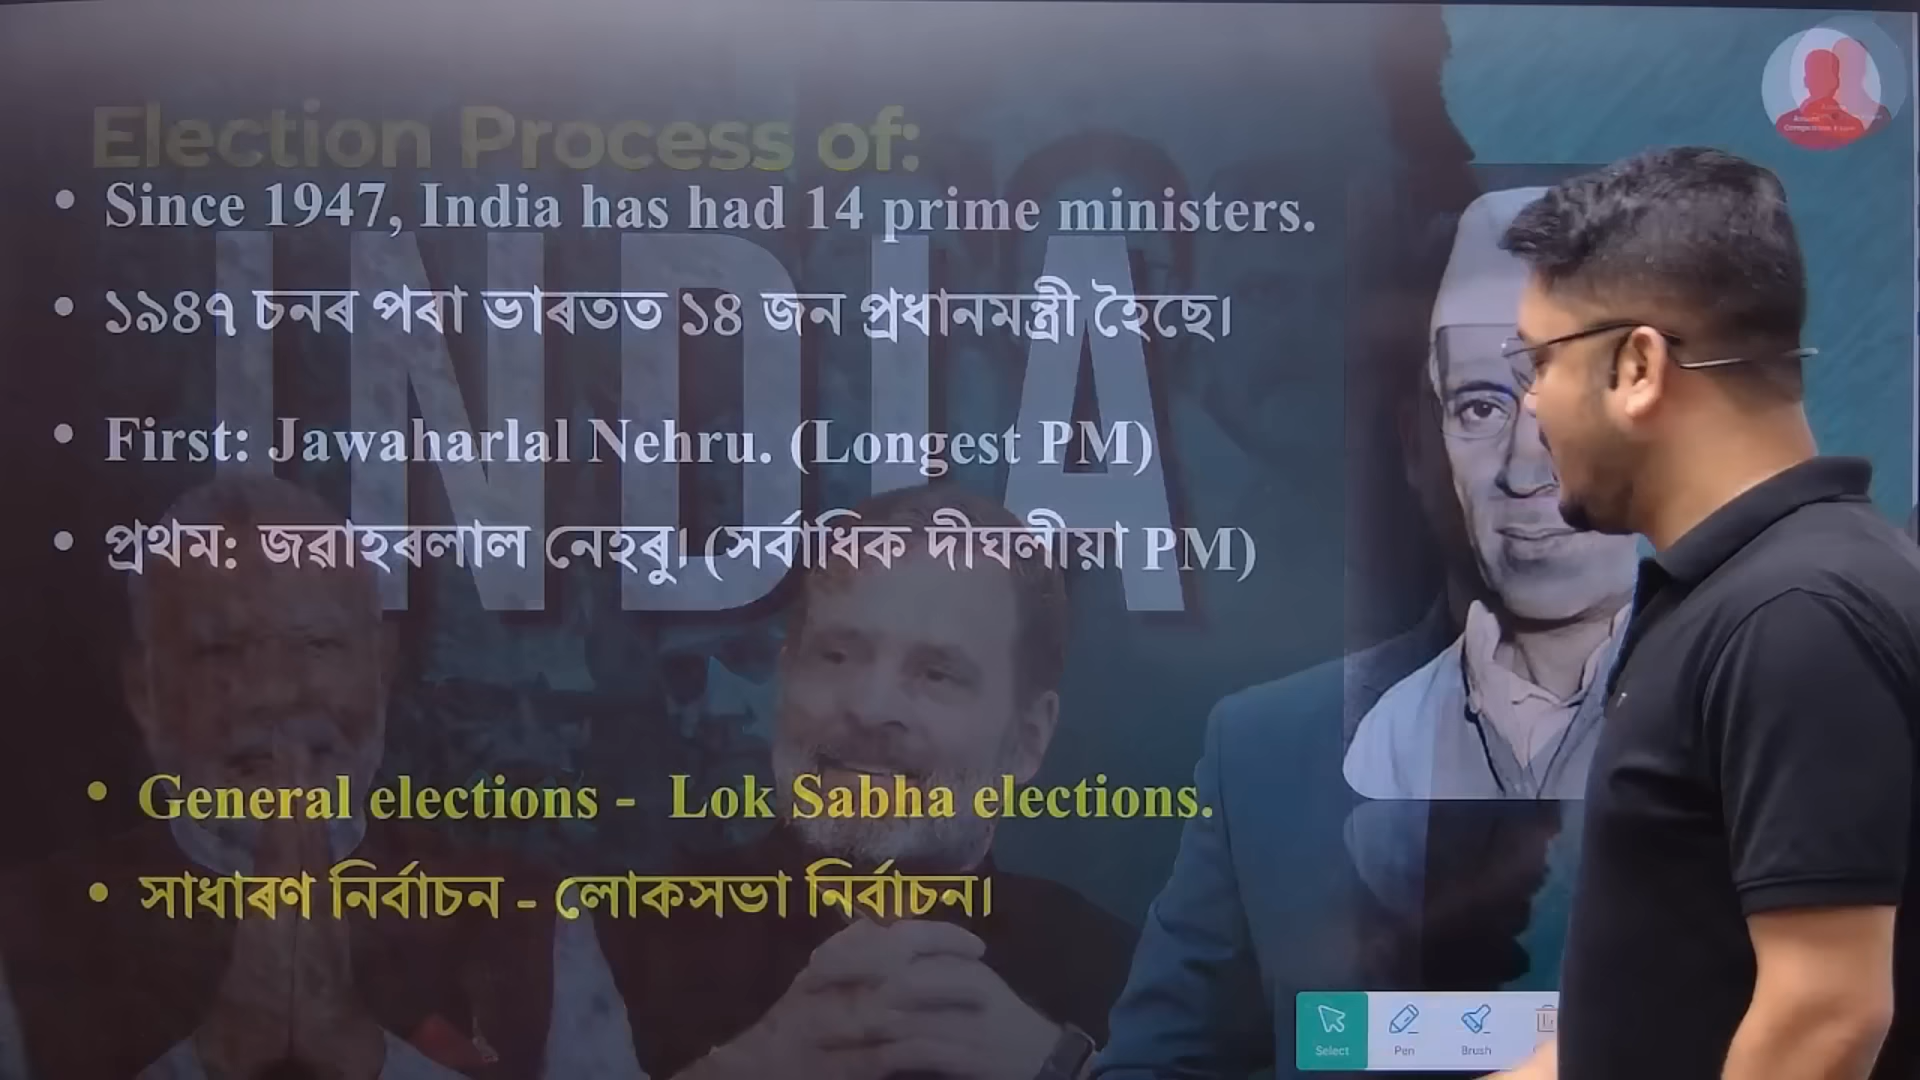 Election Process of:
INDIA
• Since 1947, India has had 14 prime ministers.
• ১৯৪৭ চনৰ পৰা ভাৰতত ১৪ জন প্ৰধানমন্ত্ৰী হৈছে।
• First: Jawaharlal Nehru. (Longest PM)
• প্ৰথম: জৱাহৰলাল নেহৰু। (সৰ্বাধিক দীঘলীয়া PM)
• General elections - Lok Sabha elections.
• সাধাৰণ নিৰ্বাচন - লোকসভা নিৰ্বাচন।
Select
Pen
Brush